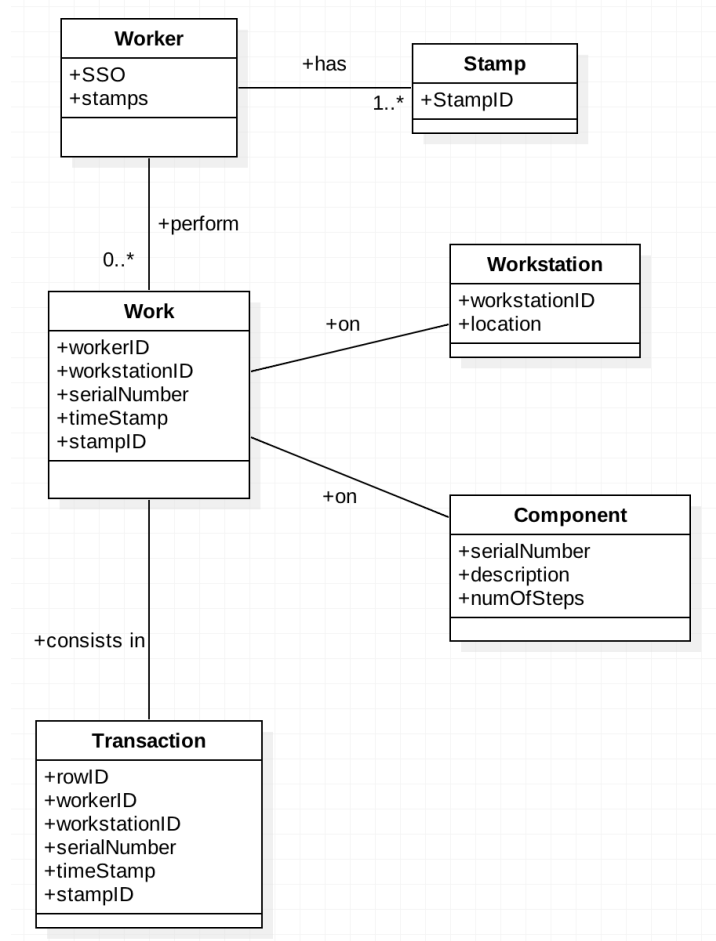 Worker
+SSO
+stamps
+has
1..*
Stamp
+StampID
+perform
0..*
Work
+workerID
+workstationID
+serialNumber
+timeStamp
+stampID
+on
Workstation
+workstationID
+location
+on
Component
+serialNumber
+description
+numOfSteps
+consists in
Transaction
+rowID
+workerID
+workstationID
+serialNumber
+timeStamp
+stampID